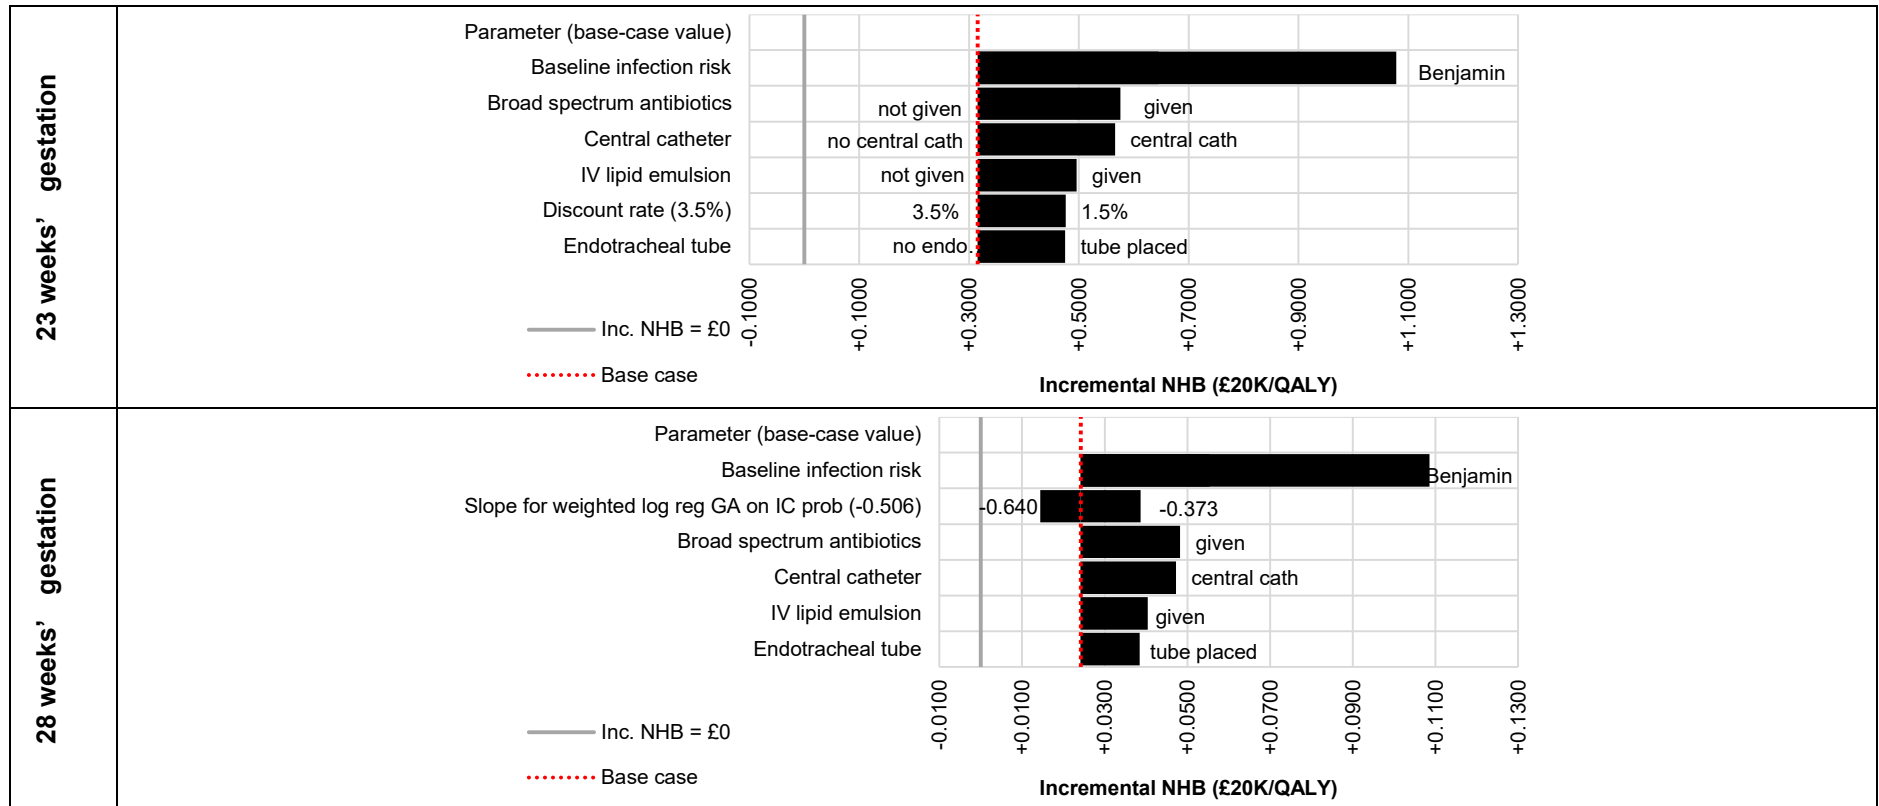 23 weeks’ gestation
Parameter (base-case value)
Baseline infection risk
Benjamin
Broad spectrum antibiotics
not given
given
Central catheter
no central cath
central cath
IV lipid emulsion
not given
given
Discount rate (3.5%)
3.5%
1.5%
Endotracheal tube
no endo.
tube placed
-0.1000
+0.1000
+0.3000
+0.5000
+0.7000
+0.9000
+1.1000
+1.3000
Inc. NHB = £0
Base case
Incremental NHB (£20K/QALY)
28 weeks’ gestation
Parameter (base-case value)
Baseline infection risk
Benjamin
Slope for weighted log reg GA on IC prob (-0.506)
-0.640
-0.373
Broad spectrum antibiotics
given
Central catheter
central cath
IV lipid emulsion
given
Endotracheal tube
tube placed
-0.0100
+0.0100
+0.0300
+0.0500
+0.0700
+0.0900
+0.1100
+0.1300
Inc. NHB = £0
Base case
Incremental NHB (£20K/QALY)